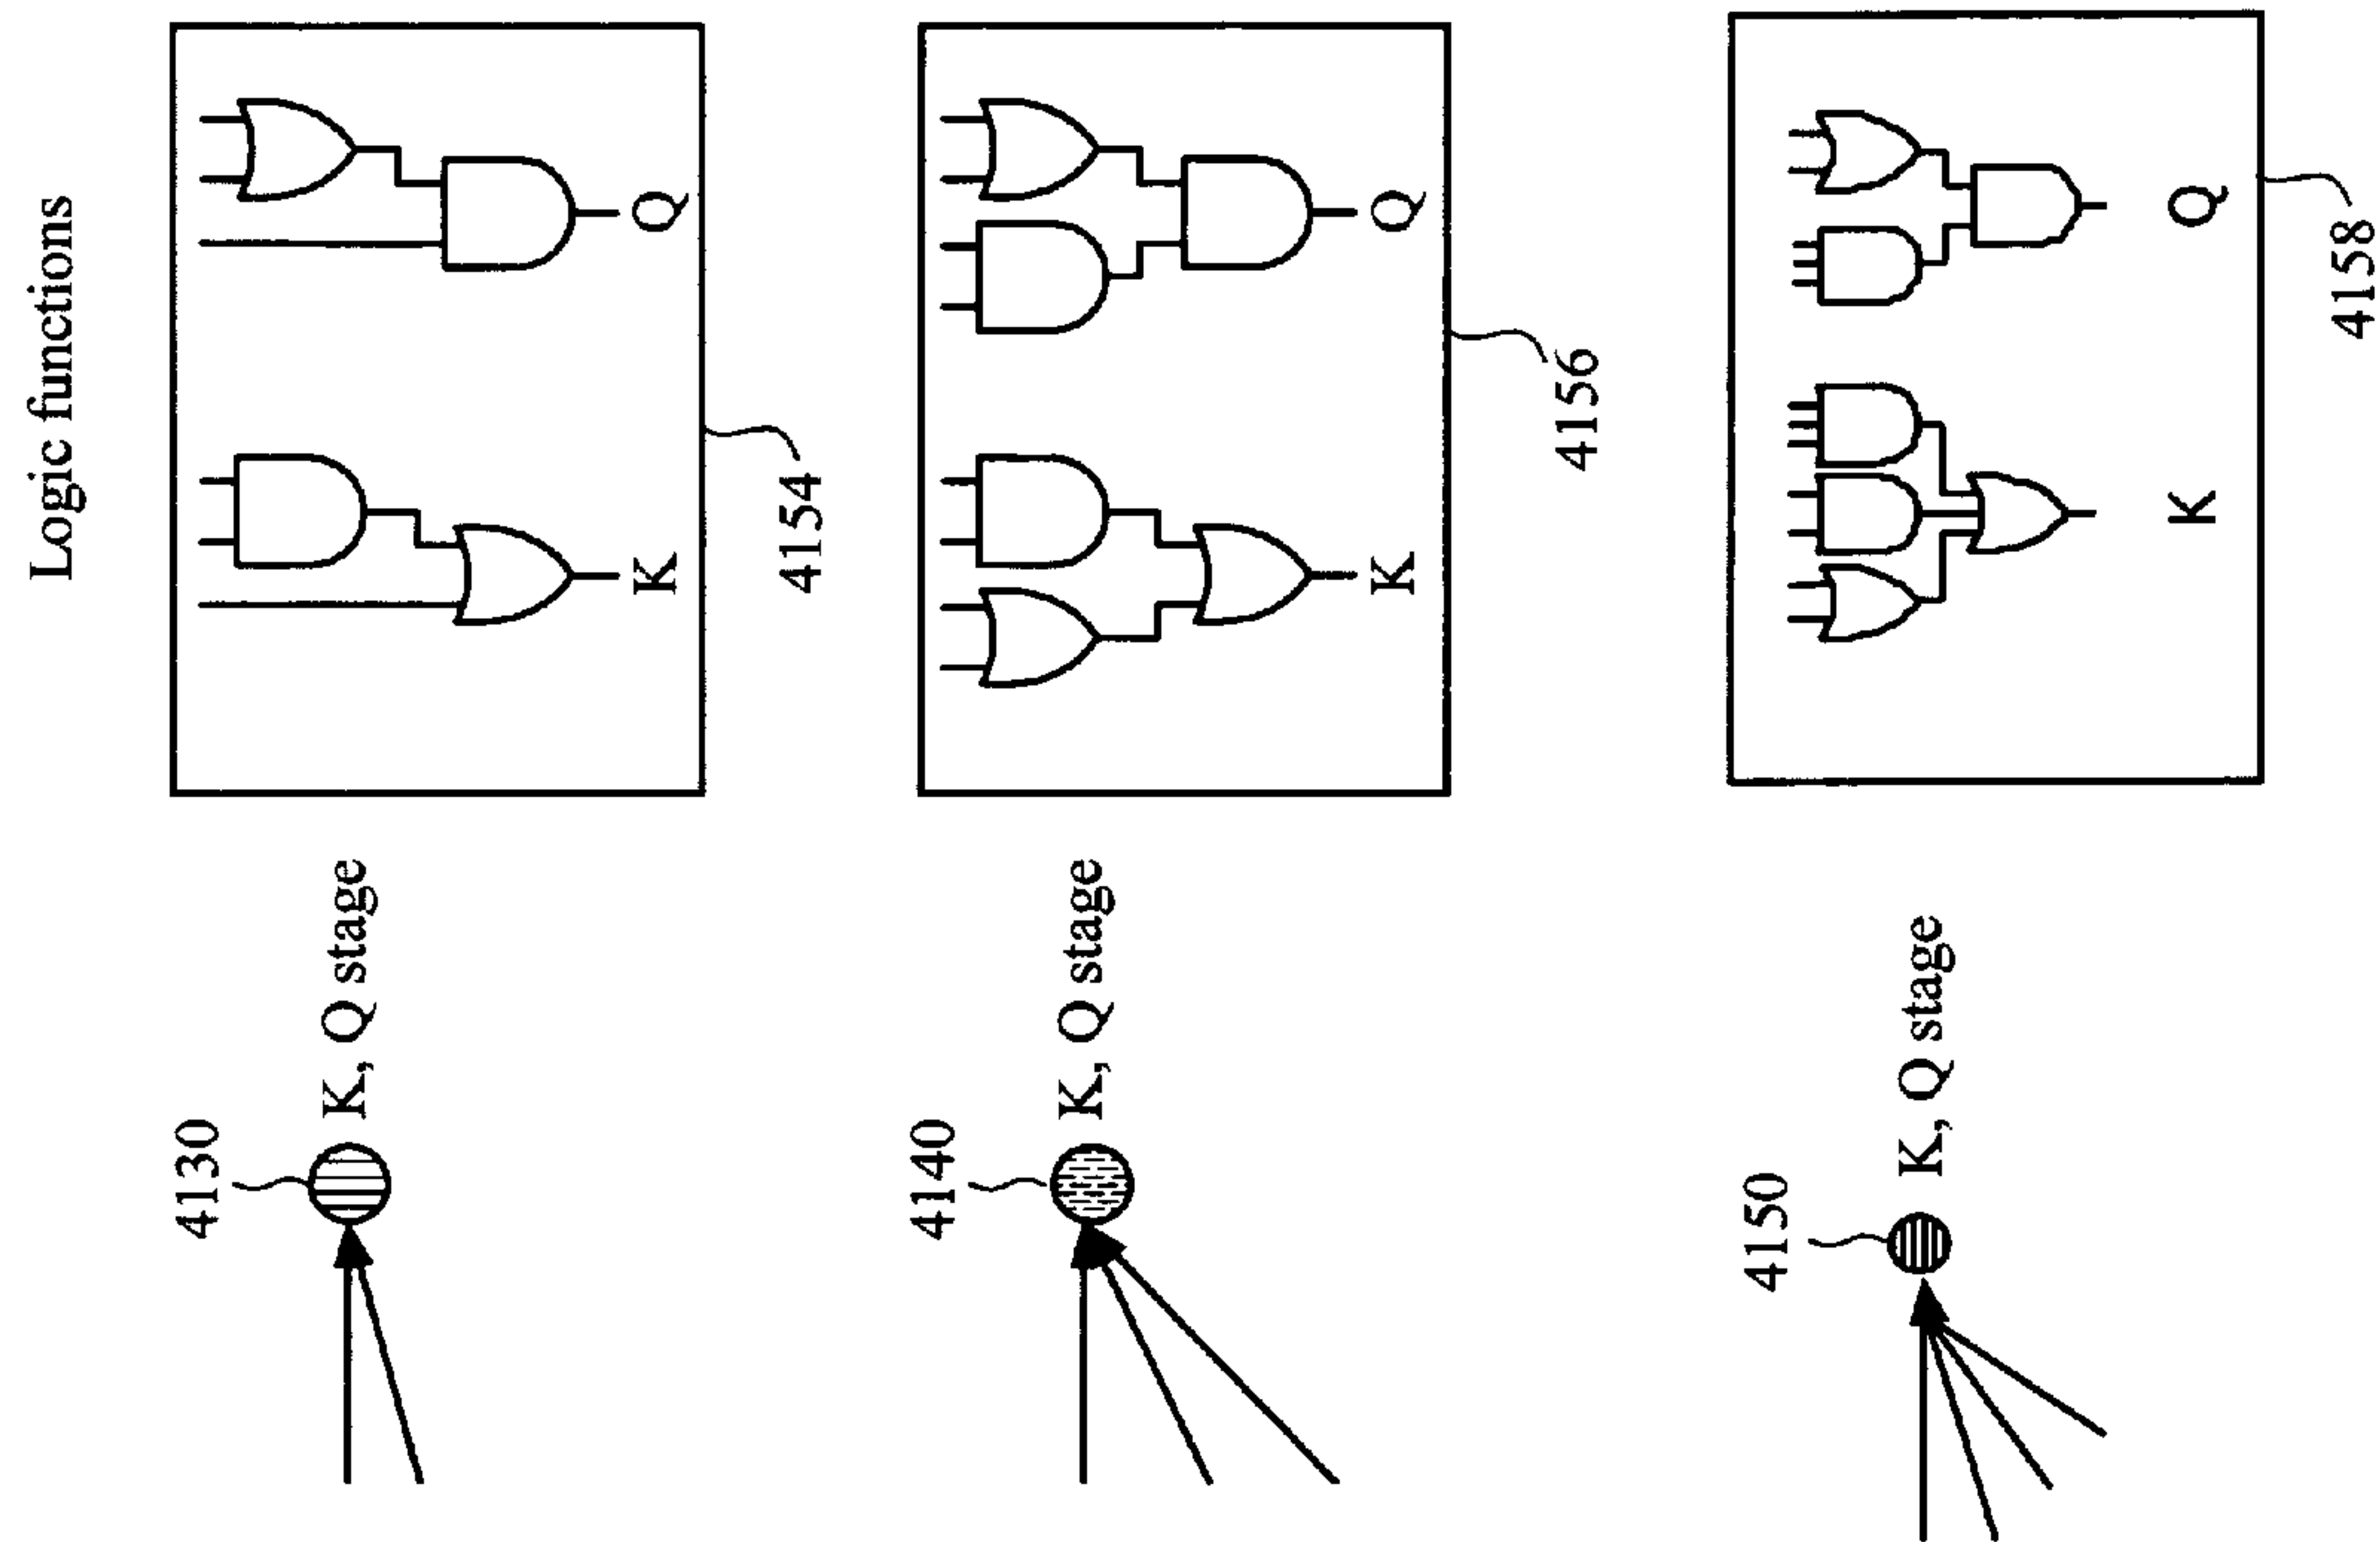 Logic functions
4130
K, Q stage
K
Q
4154
4140
K, Q stage
K
Q
4156
4150
K, Q stage
K
Q
4158